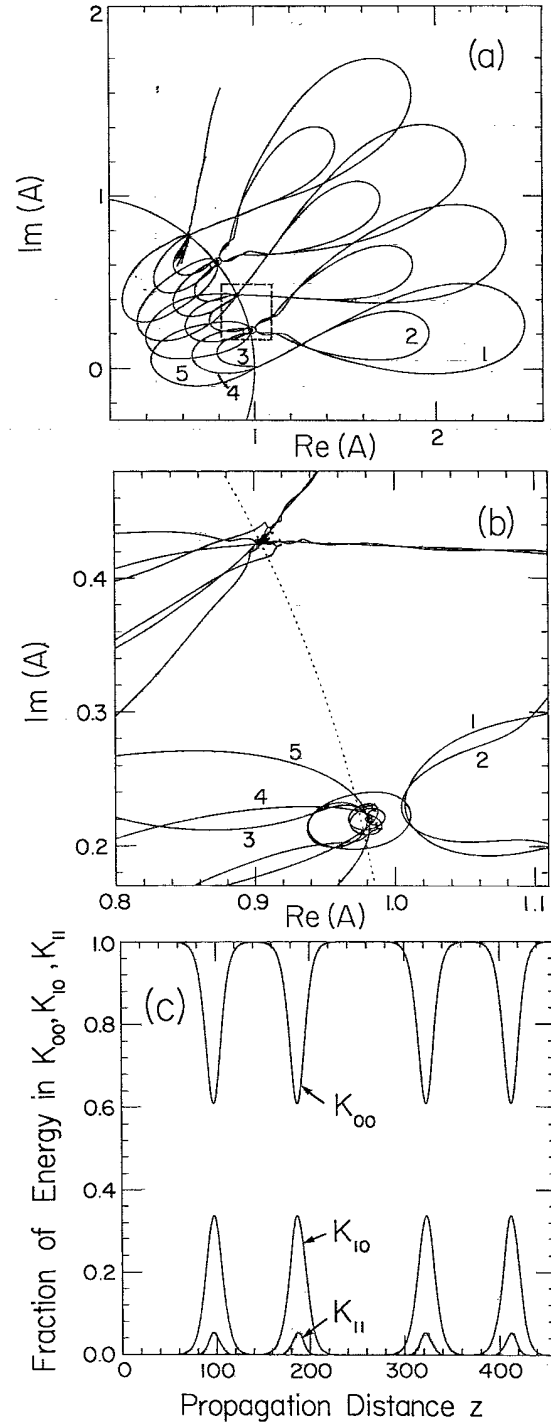 2
(a)
Im (A)
1
0
5
4
3
2
1
1
2
Re (A)
(b)
0.4
Im (A)
0.3
0.2
5
4
3
1
2
0.8
0.9
1.0
1.1
Re (A)
Fraction of Energy in K₀₀, K₁₀, K₁₁
1.0
(c)
0.8
0.6
K₀₀
0.4
K₁₀
0.2
K₁₁
0.0
0
100
200
300
400
Propagation Distance z